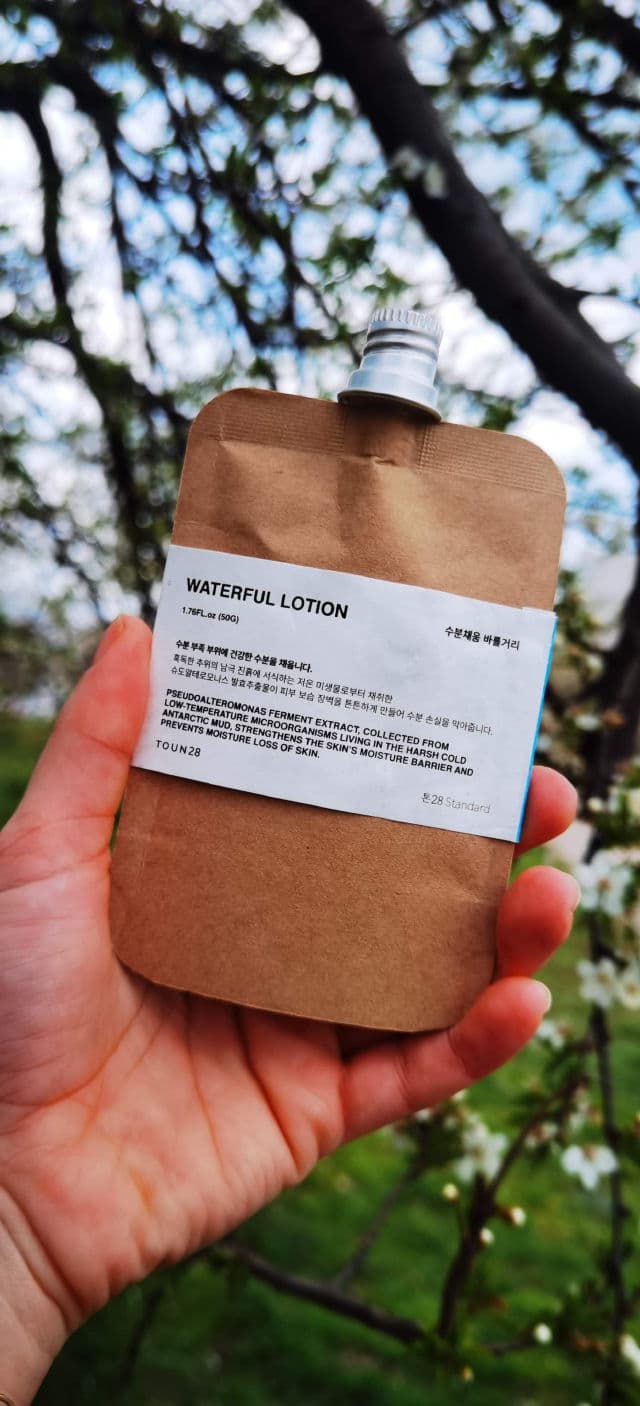 WATERFUL LOTION
1.76FL.oz (50G)
수분채움 바를거리
수분 부족 부위에 건강한 수분을 채웁니다.
혹독한 추위의 남극 진흙에 서식하는 저온 미생물로부터 채취한
슈도알테로모나스 발효추출물이 피부 보습 장벽을 튼튼하게 만들어 수분 손실을 막아줍니다.
PSEUDOALTEROMONAS FERMENT EXTRACT, COLLECTED FROM
LOW-TEMPERATURE MICROORGANISMS LIVING IN THE HARSH COLD
ANTARCTIC MUD, STRENGTHENS THE SKIN'S MOISTURE BARRIER AND
PREVENTS MOISTURE LOSS OF SKIN.
TOUN28
톤28 Standard